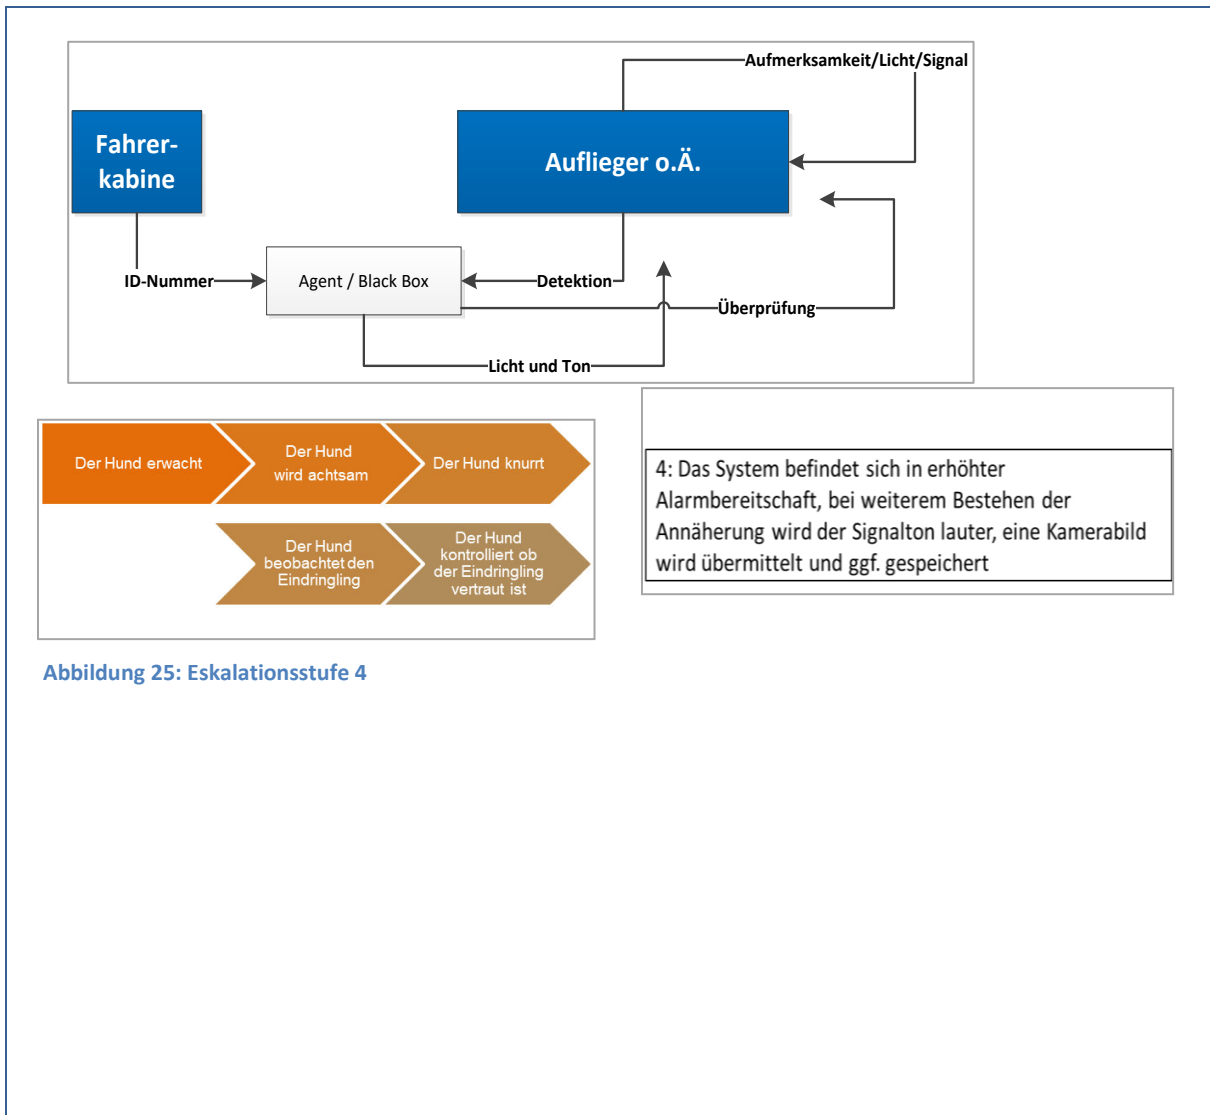 Aufmerksamkeit/Licht/Signal
Fahrer-
kabine
Auflieger o.Ä.
ID-Nummer
Agent / Black Box
Detektion
Überprüfung
Licht und Ton
Der Hund erwacht
Der Hund
wird achtsam
Der Hund knurrt
Der Hund
beobachtet den
Eindringling
Der Hund
kontrolliert ob
der Eindringling
vertraut ist
4: Das System befindet sich in erhöhter
Alarmbereitschaft, bei weiterem Bestehen der
Annäherung wird der Signalton lauter, eine Kamerabild
wird übermittelt und ggf. gespeichert
Abbildung 25: Eskalationsstufe 4